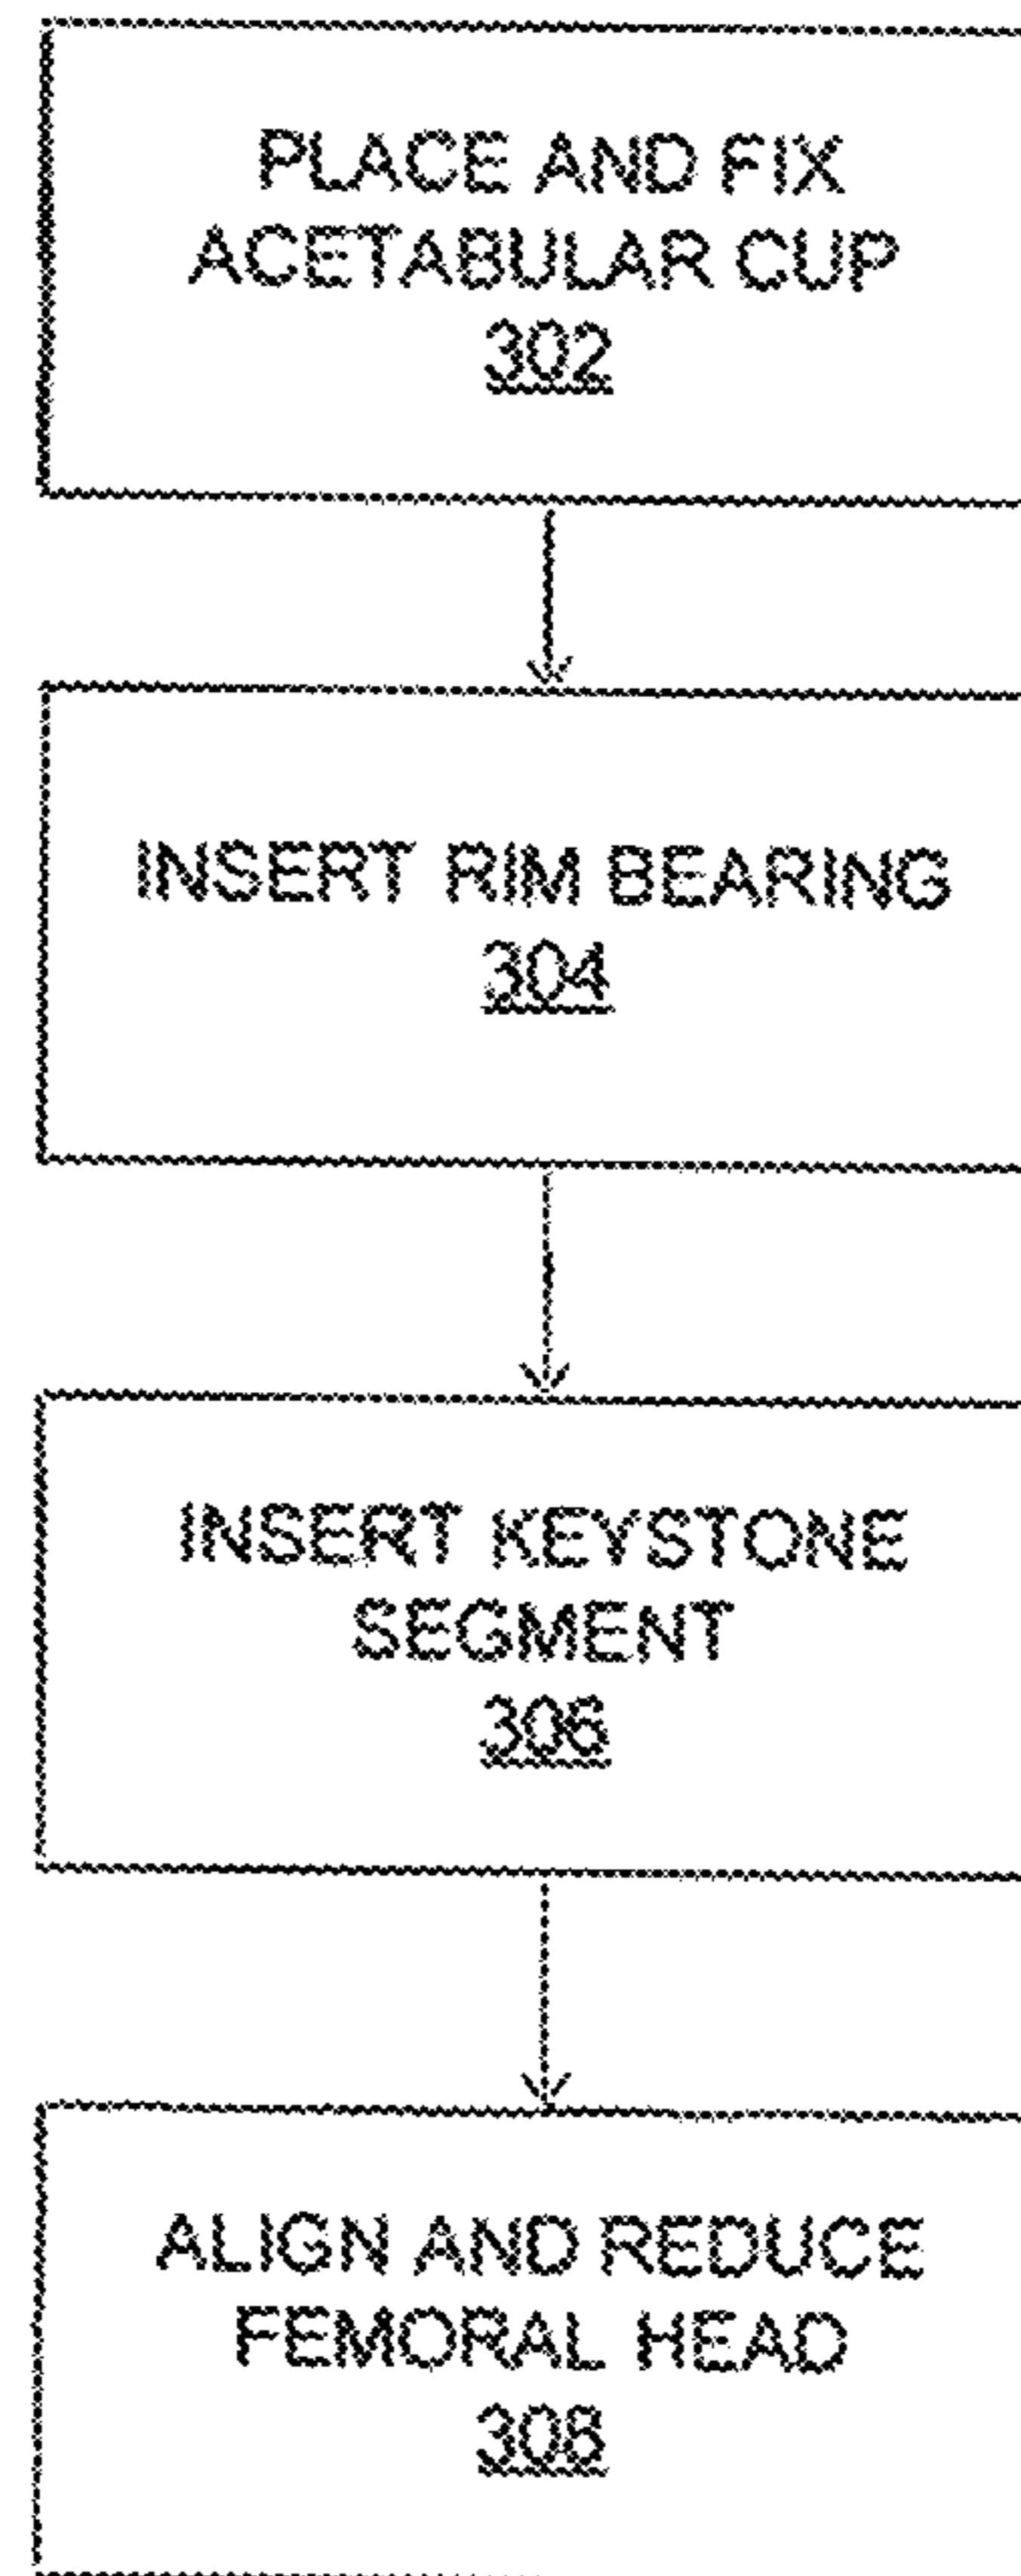 PLACE AND FIX
ACETABULAR CUP
302
INSERT RIM BEARING
304
INSERT KEYSTONE
SEGMENT
306
ALIGN AND REDUCE
FEMORAL HEAD
308